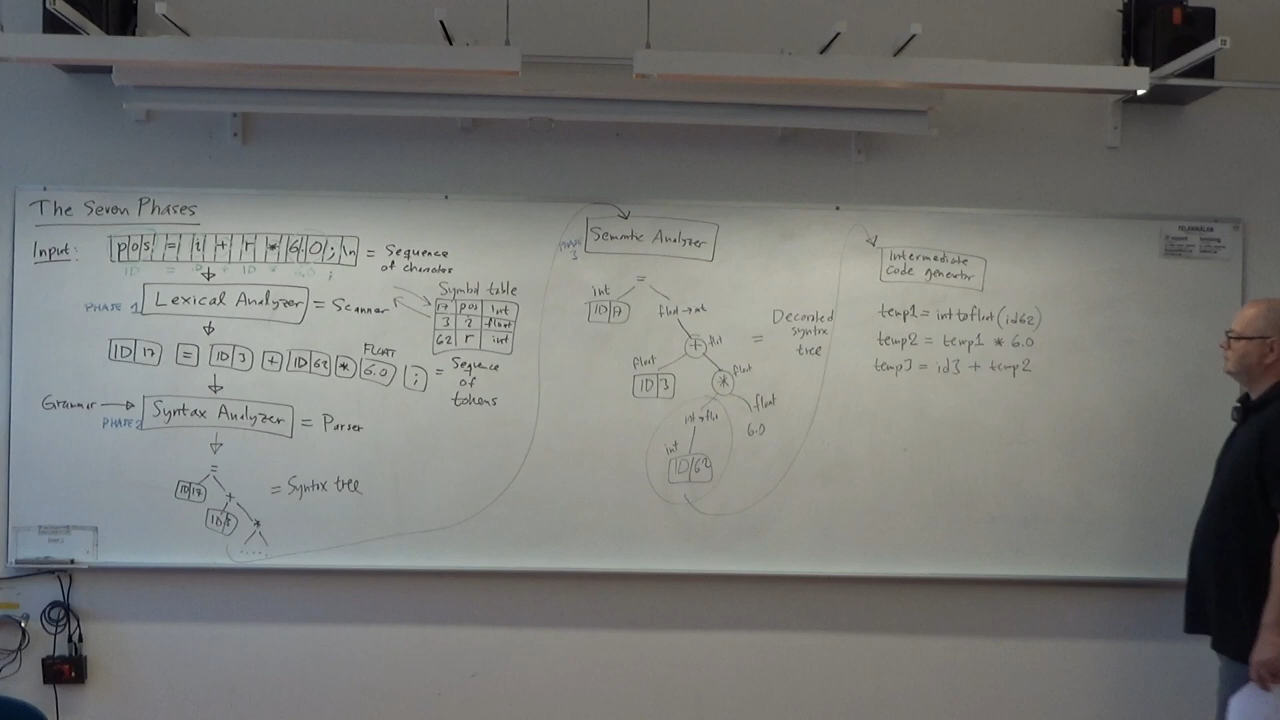 The Seven Phases
Input: pos = i + r * 6.0 ; \n = Sequence of characters
PHASE 1 Lexical Analyzer = Scanner
Symbol table
17 pos int
3 i float
62 r int
ID 17 = ID 3 + ID 62 * FLOAT 6.0 ; = Sequence of tokens
Grammar → Syntax Analyzer = Parser
PHASE 2
=
ID 17 +
ID 3 *
....
= Syntax tree
PHASE 3
Semantic Analyzer
=
int
ID 17
float → int
+ float
float
ID 3
* float
int → float
float
6.0
int
ID 62
= Decorated syntax tree
Intermediate
Code generator
temp1 = inttofloat(id62)
temp2 = temp1 * 6.0
temp3 = id3 + temp2